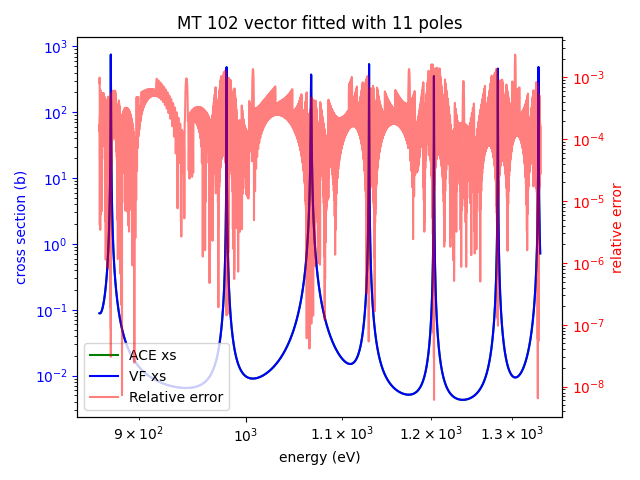 MT 102 vector fitted with 11 poles
10³
10²
10¹
10⁰
10⁻¹
10⁻²
cross section (b)
10⁻³
10⁻⁴
10⁻⁵
10⁻⁶
10⁻⁷
10⁻⁸
relative error
ACE xs
VF xs
Relative error
9 × 10² 10³ 1.1 × 10³ 1.2 × 10³ 1.3 × 10³
energy (eV)